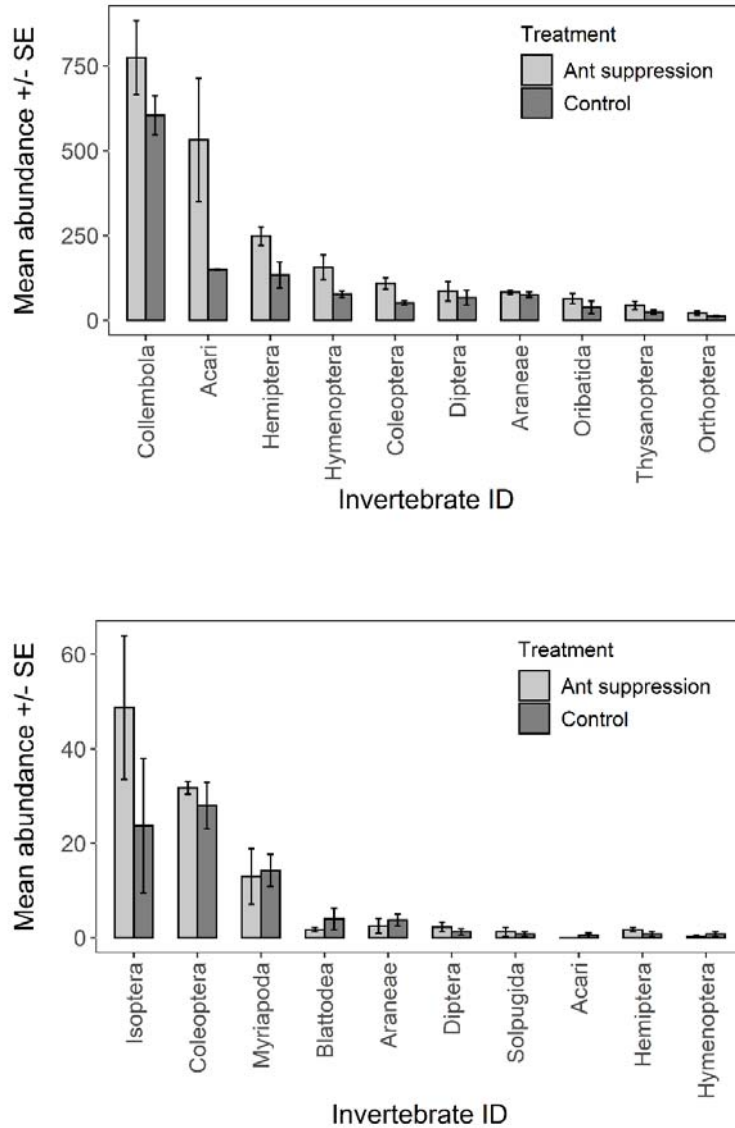 Mean abundance +/- SE
750
500
250
0
Treatment
Ant suppression
Control
Collembola
Acari
Hemiptera
Hymenoptera
Coleoptera
Diptera
Araneae
Oribatida
Thysanoptera
Orthoptera
Invertebrate ID
Mean abundance +/- SE
60
40
20
0
Treatment
Ant suppression
Control
Isoptera
Coleoptera
Myriapoda
Blattodea
Araneae
Diptera
Solpugida
Acari
Hemiptera
Hymenoptera
Invertebrate ID